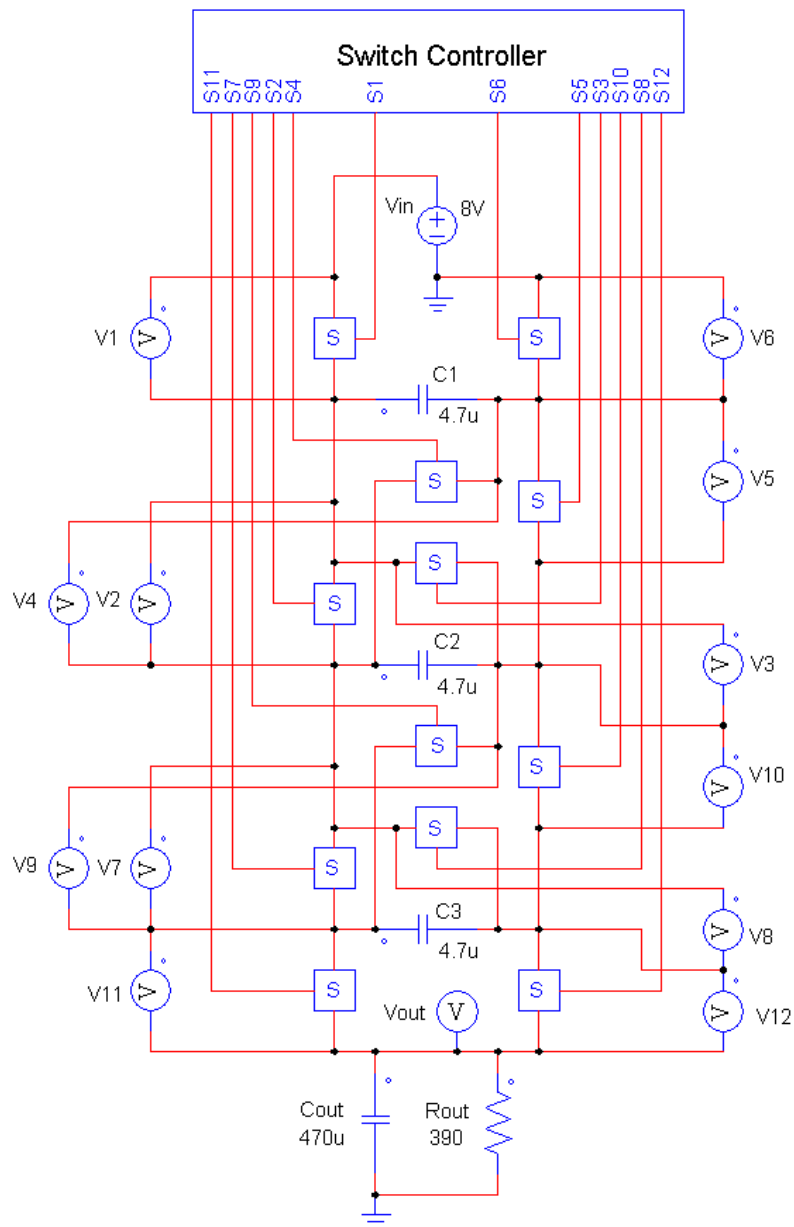 Switch Controller
S11 S7 S9 S2 S4 S1 S6 S5 S3 S10 S8 S12
Vin 8V
+
V1 S S V6
V
V
C1
4.7u
S V5
V
S
V4 V2 S V3
V V
S
C2
4.7u
V
S V10
S
V
V9 V7 S V8
V V
S
C3
4.7u
V
V11 S S V12
V
Vout V
V
Cout Rout
470u 390